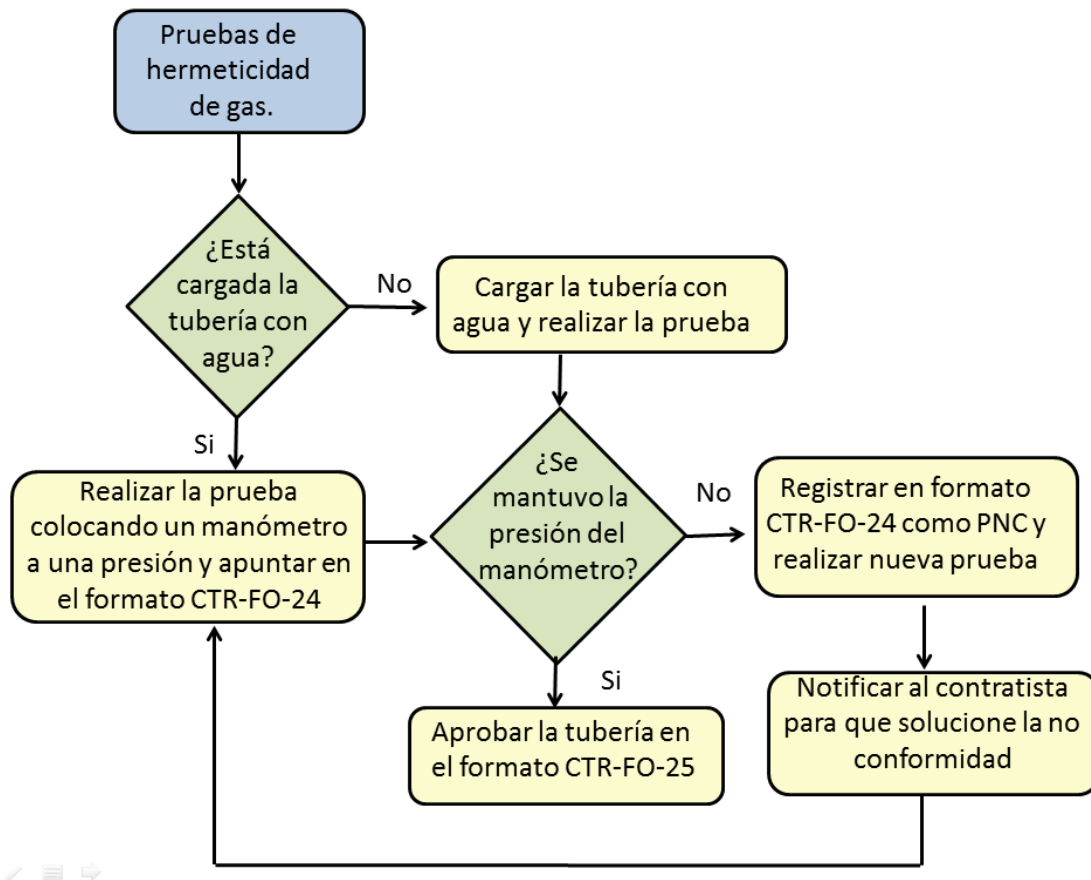 Pruebas de
hermeticidad
de gas.
¿Está
cargada la
tubería con
agua?
No
Cargar la tubería con
agua y realizar la prueba
Si
Realizar la prueba
colocando un manómetro
a una presión y apuntar en
el formato CTR-FO-24
¿Se
mantuvo la
presión del
manómetro?
No
Registrar en formato
CTR-FO-24 como PNC y
realizar nueva prueba
Si
Aprobar la tubería en
el formato CTR-FO-25
Notificar al contratista
para que solucione la no
conformidad